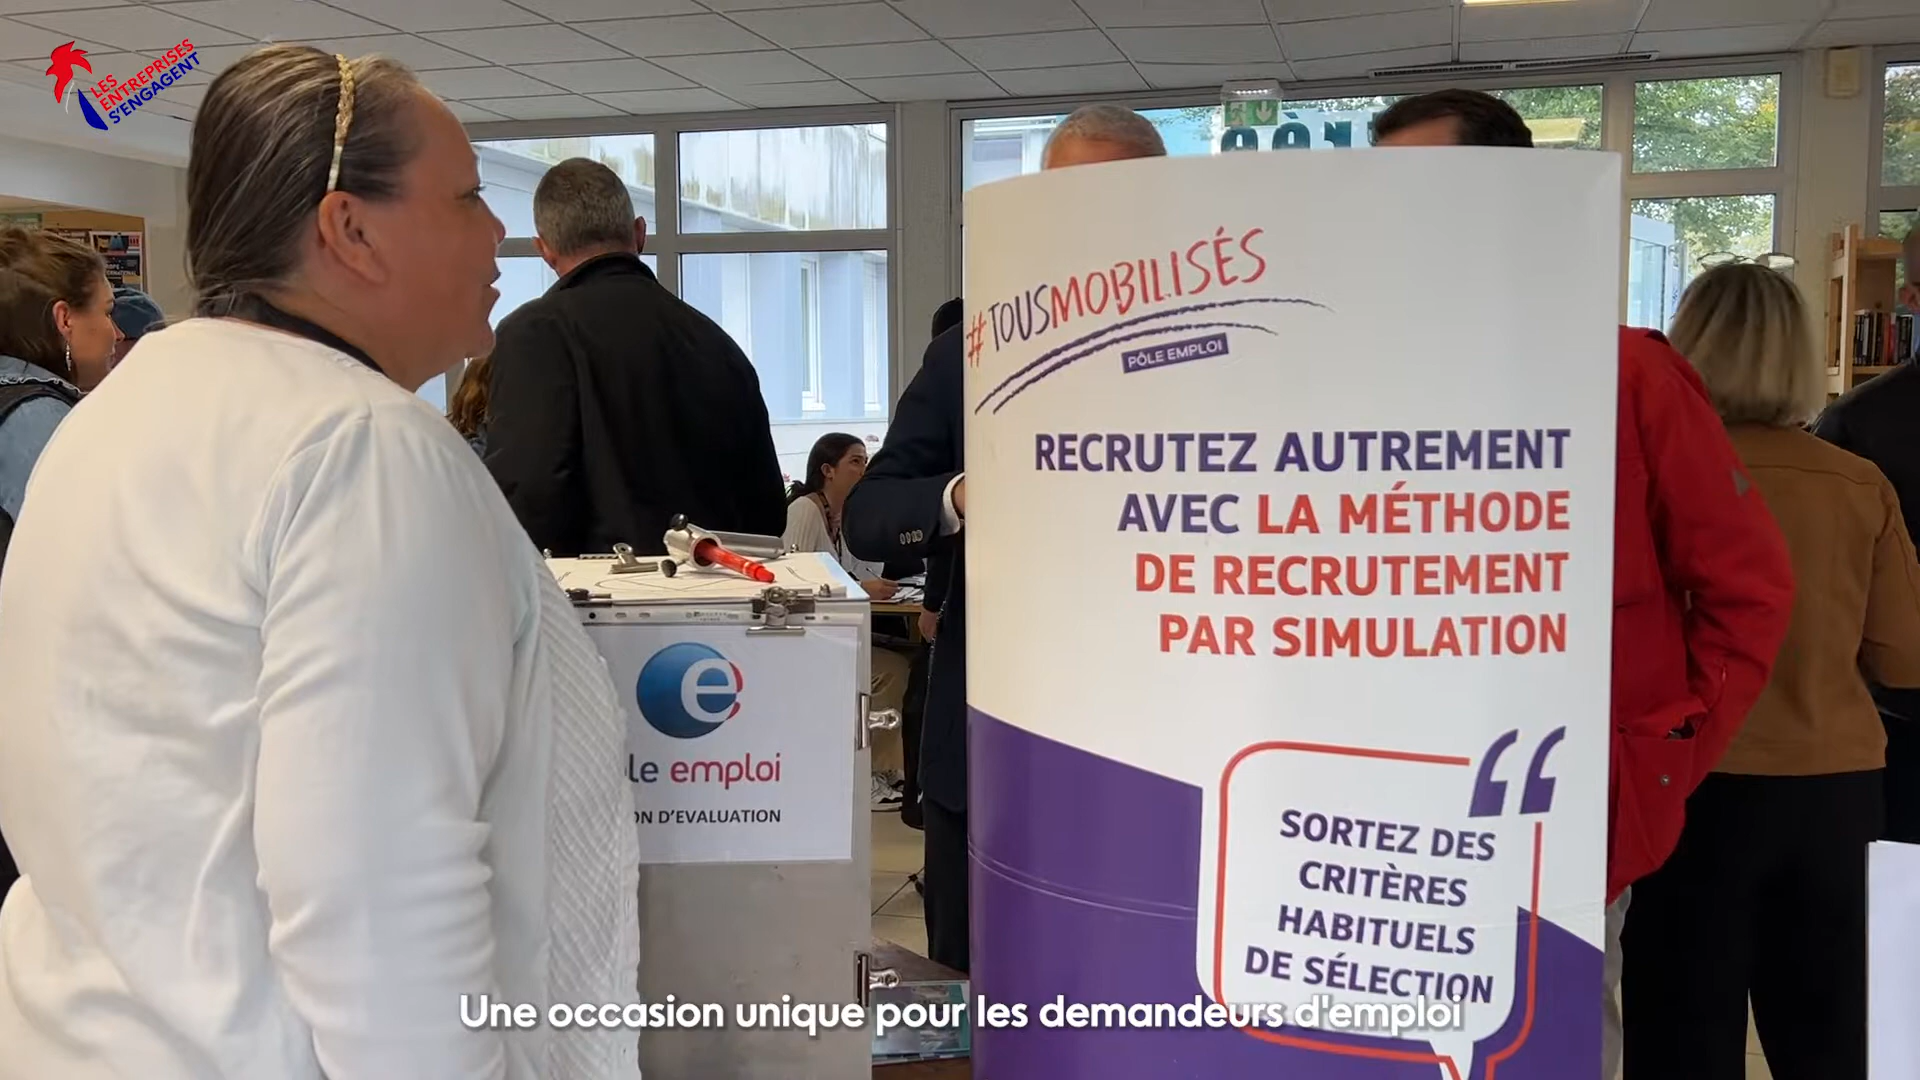 LES
ENTREPRISES
S'ENGAGENT
#TOUSMOBILISÉS
PÔLE EMPLOI
RECRUTEZ AUTREMENT
AVEC LA MÉTHODE
DE RECRUTEMENT
PAR SIMULATION
le emploi
D'EVALUATION
SORTEZ DES
CRITÈRES
HABITUELS
DE SÉLECTION
Une occasion unique pour les demandeurs d'emploi